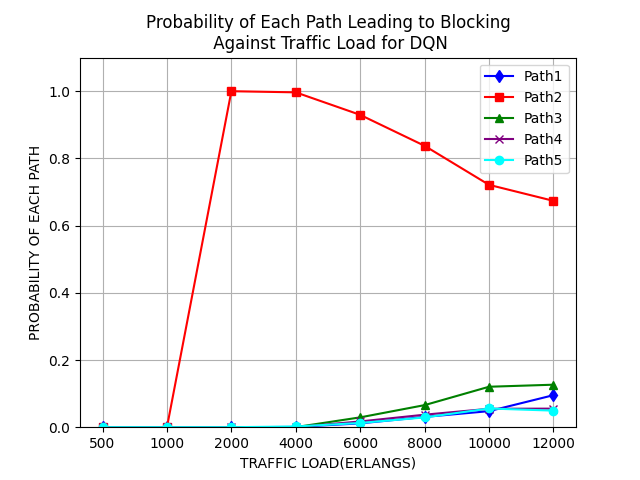 Probability of Each Path Leading to Blocking
Against Traffic Load for DQN
PROBABILITY OF EACH PATH
1.0
0.8
0.6
0.4
0.2
0.0
Path1
Path2
Path3
Path4
Path5
500 1000 2000 4000 6000 8000 10000 12000
TRAFFIC LOAD(ERLANGS)